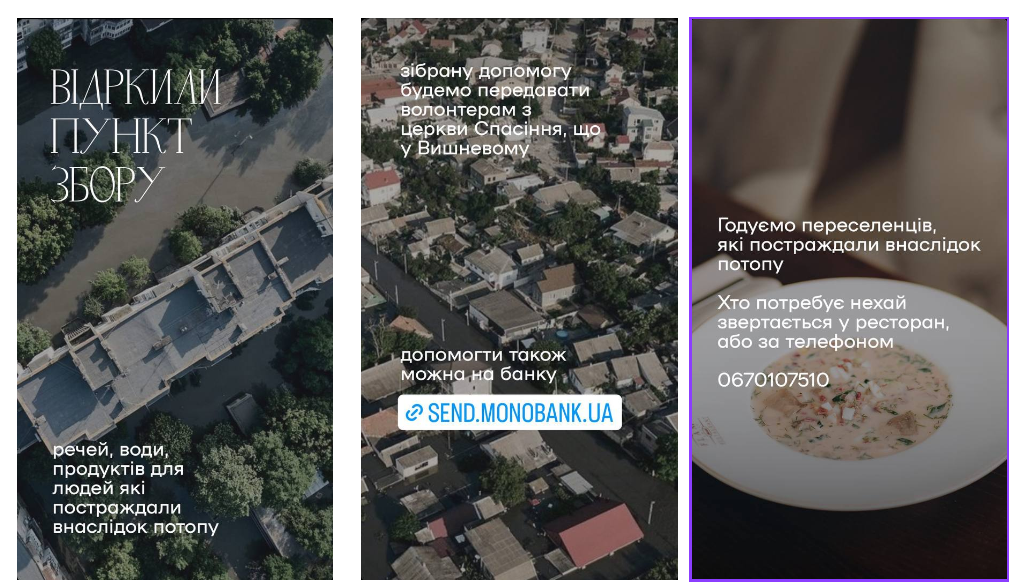 ВІДРКИЛИ
ПУНКТ
ЗБОРУ
речей, води,
продуктів для
людей які
постраждали
внаслідок потопу
зібрану допомогу
будемо передавати
волонтерам з
церкви Спасіння, що
у Вишневому
допомогти також
можна на банку
SEND.MONOBANK.UA
Годуємо переселенців,
які постраждали внаслідок
потопу
Хто потребує нехай
звертається у ресторан,
або за телефоном
0670107510